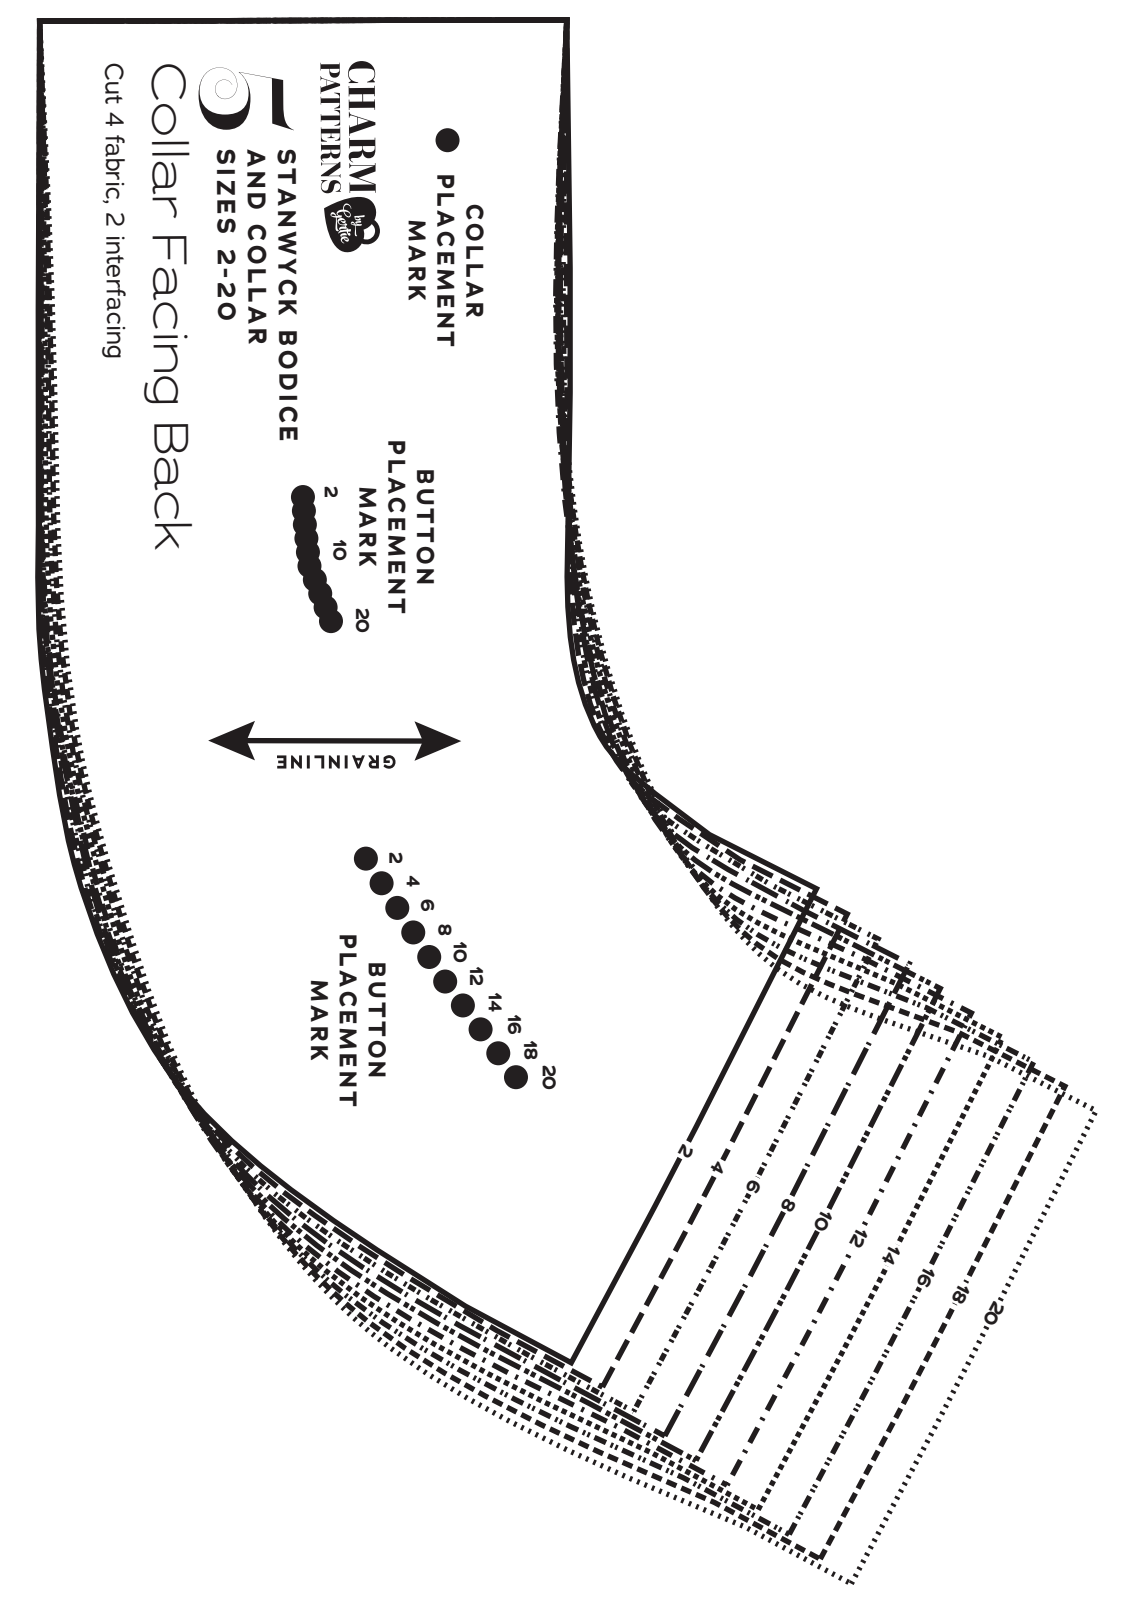 CHARM
PATTERNS
by
Gertie
5
STANWYCK BODICE
AND COLLAR
SIZES 2-20
Collar Facing Back
Cut 4 fabric, 2 interfacing
COLLAR
PLACEMENT
MARK
BUTTON
PLACEMENT
MARK
2
10
20
GRAINLINE
2
4
6
8
10
12
14
16
18
20
BUTTON
PLACEMENT
MARK
2
4
6
8
10
12
14
16
18
20